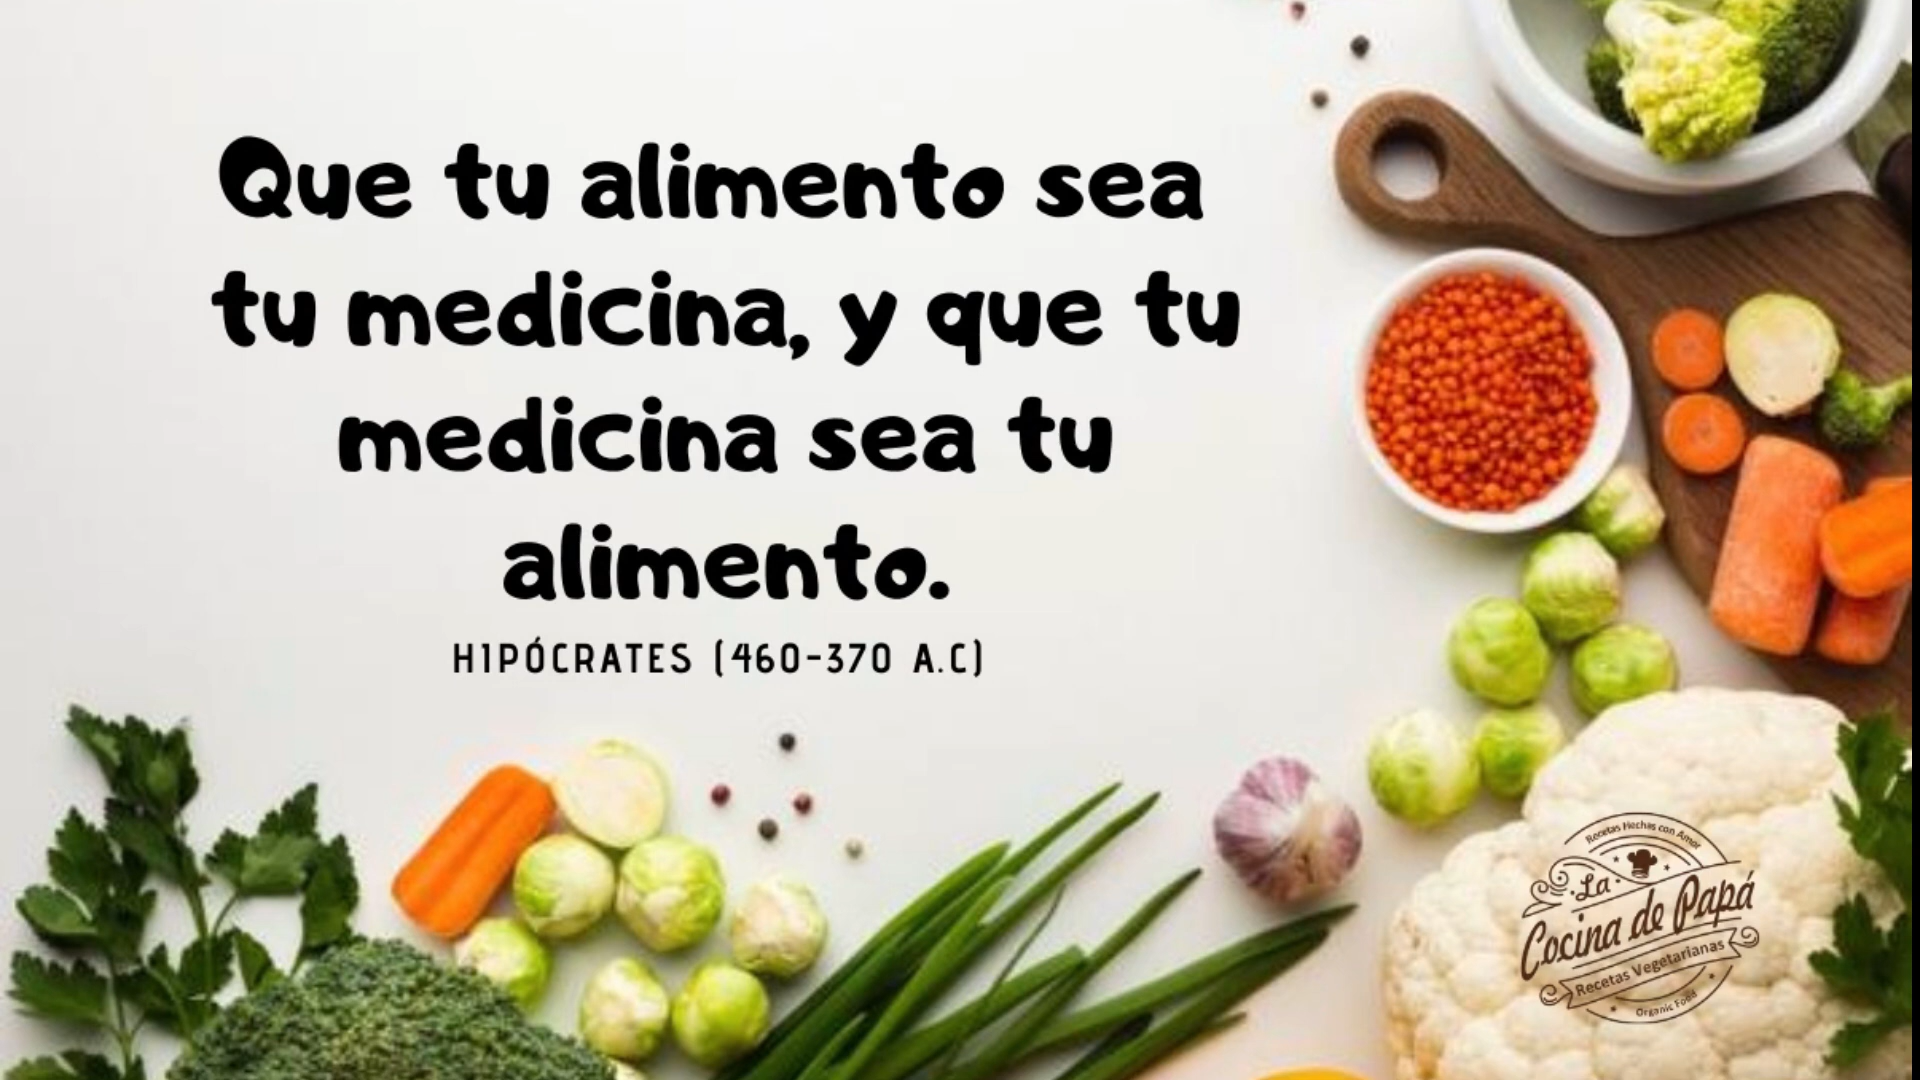 Que tu alimento sea
tu medicina, y que tu
medicina sea tu
alimento.
HIPÓCRATES (460-370 A.C)
Recetas Hechas con Amor
La
Cocina de Papá
Recetas Vegetarianas
Organic Food